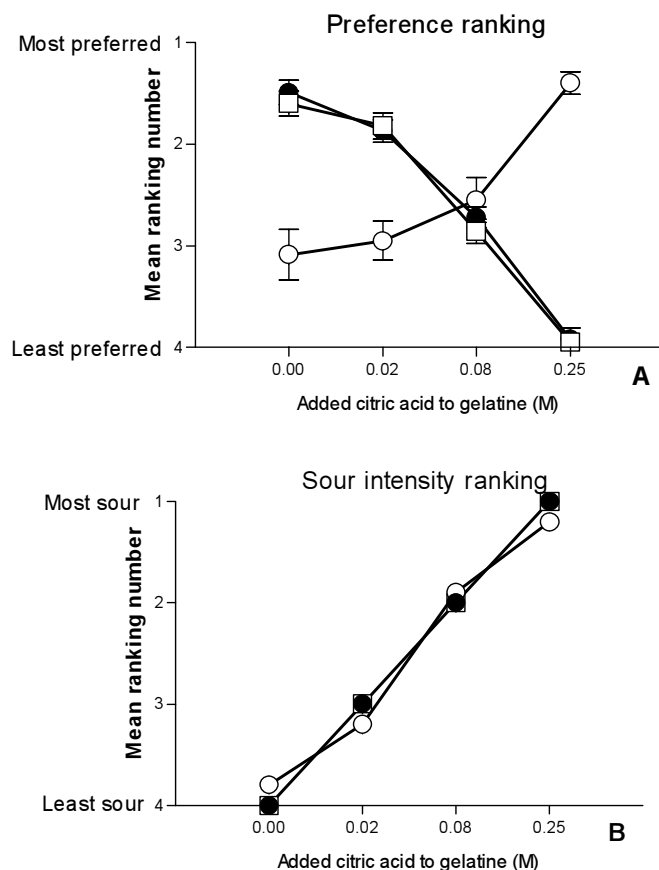 Preference ranking
Most preferred
1
2
3
Least preferred
4
Mean ranking number
0.00 0.02 0.08 0.25
A
Added citric acid to gelatine (M)
Sour intensity ranking
Most sour
1
2
3
Least sour
4
Mean ranking number
0.00 0.02 0.08 0.25
B
Added citric acid to gelatine (M)